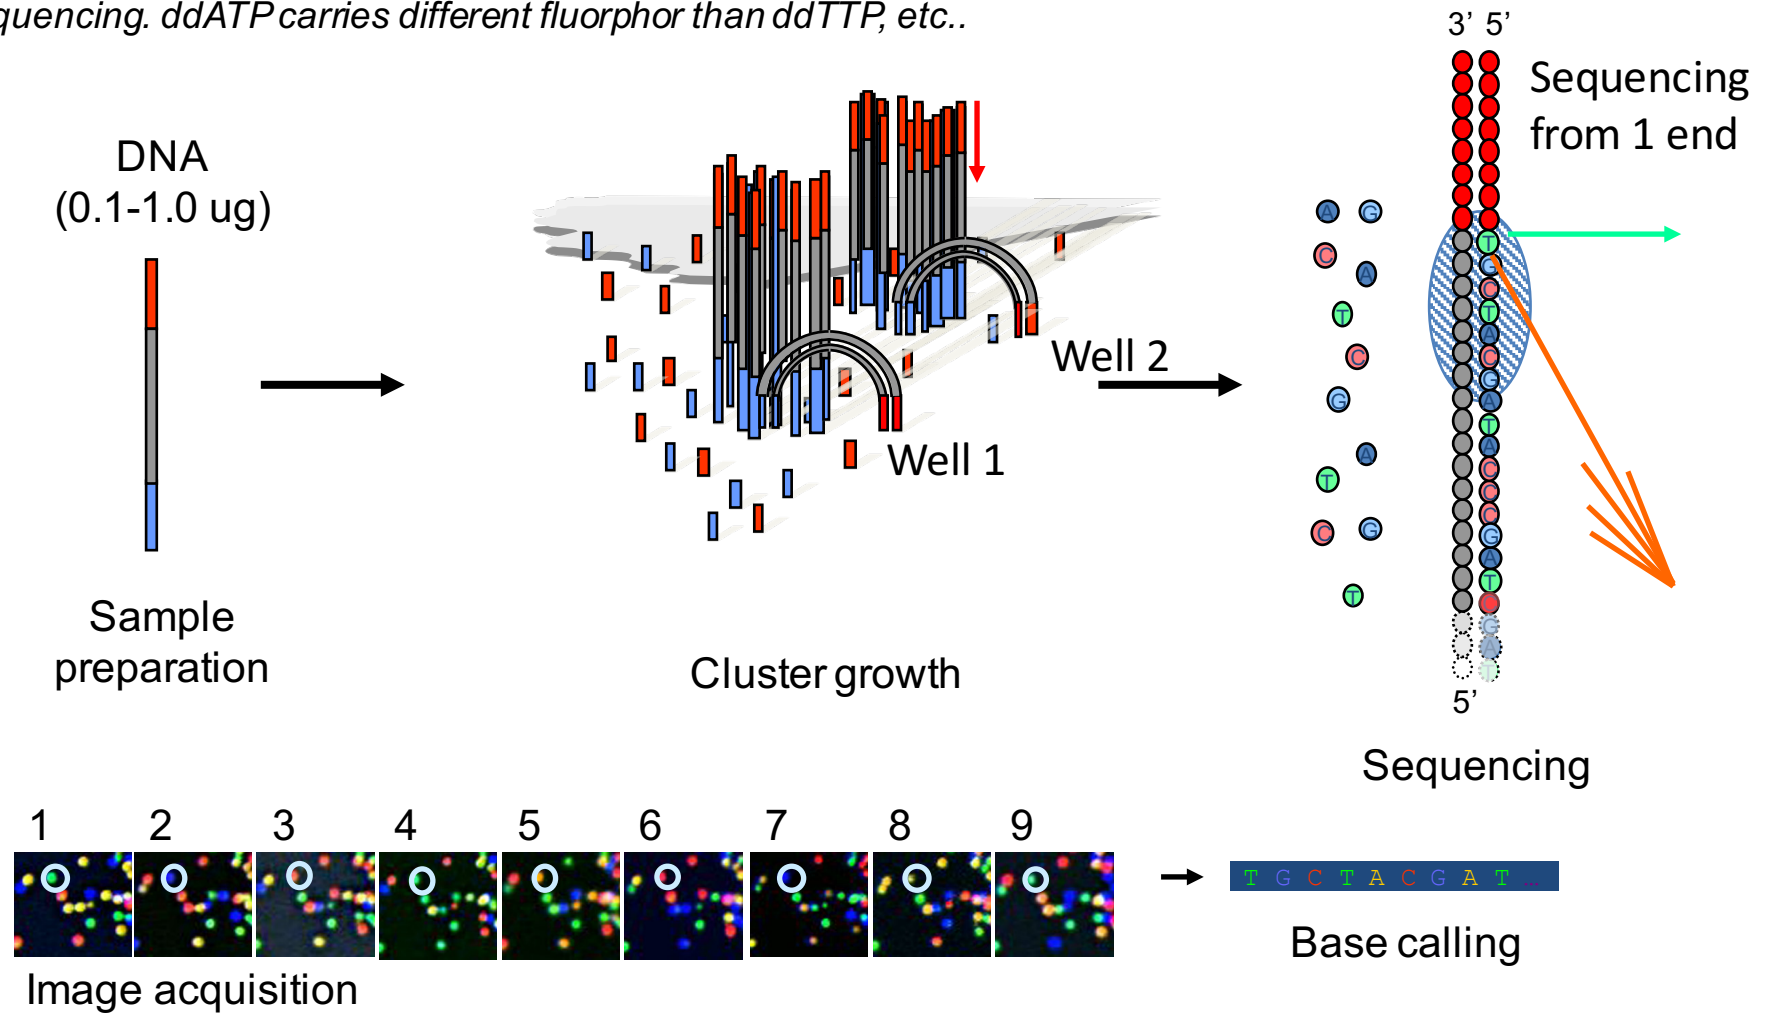 quencing. ddATP carries different fluorphor than ddTTP, etc..
3’ 5’
Sequencing
from 1 end
DNA
(0.1-1.0 ug)
A G
C
A
T
C
G
A
T
C G
T
T
G
C
T
A
C
G
A
T
A
C
C
C
G
A
T
G
A
T
5’
Well 2
Well 1
Sample
preparation
Cluster growth
Sequencing
1 2 3 4 5 6 7 8 9
T G C T A C G A T ...
Base calling
Image acquisition